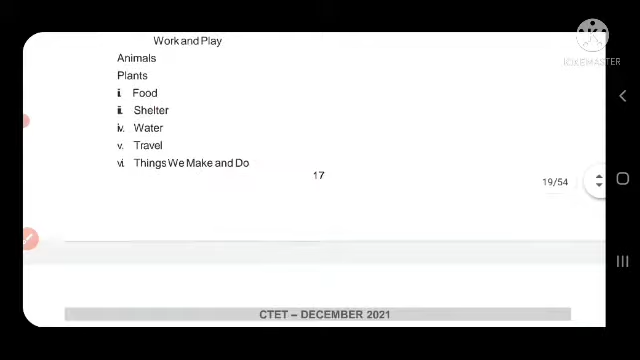 Work and Play
Animals
Plants
ii. Food
iii. Shelter
iv. Water
v. Travel
vi. Things We Make and Do
17
19/54
CTET – DECEMBER 2021
KINEMASTER